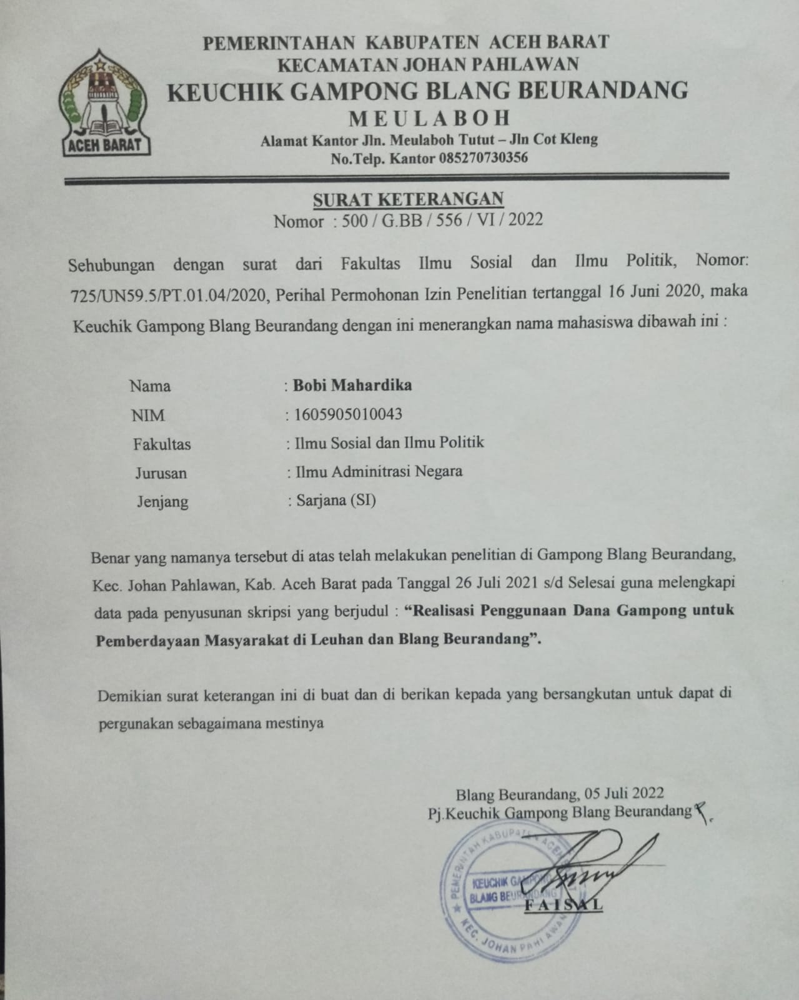 PEMERINTAHAN KABUPATEN ACEH BARAT
KECAMATAN JOHAN PAHLAWAN
KEUCHIK GAMPONG BLANG BEURANDANG
MEULABOH
Alamat Kantor Jln. Meulaboh Tutut – Jln Cot Kleng
No.Telp. Kantor 085270730356
ACEH BARAT
SURAT KETERANGAN
Nomor : 500 / G.BB / 556 / VI / 2022
Sehubungan dengan surat dari Fakultas Ilmu Sosial dan Ilmu Politik, Nomor:
725/UN59.5/PT.01.04/2020, Perihal Permohonan Izin Penelitian tertanggal 16 Juni 2020, maka
Keuchik Gampong Blang Beurandang dengan ini menerangkan nama mahasiswa dibawah ini :
Nama : Bobi Mahardika
NIM : 1605905010043
Fakultas : Ilmu Sosial dan Ilmu Politik
Jurusan : Ilmu Adminitrasi Negara
Jenjang : Sarjana (SI)
Benar yang namanya tersebut di atas telah melakukan penelitian di Gampong Blang Beurandang,
Kec. Johan Pahlawan, Kab. Aceh Barat pada Tanggal 26 Juli 2021 s/d Selesai guna melengkapi
data pada penyusunan skripsi yang berjudul : “Realisasi Penggunaan Dana Gampong untuk
Pemberdayaan Masyarakat di Leuhan dan Blang Beurandang”.
Demikian surat keterangan ini di buat dan di berikan kepada yang bersangkutan untuk dapat di
pergunakan sebagaimana mestinya
Blang Beurandang, 05 Juli 2022
Pj.Keuchik Gampong Blang Beurandang
PEMERINTAH KABUPATEN ACEH
KEUCHIK GAMPONG
BLANG BEURANDANG
KEC. JOHAN PAHLAWAN
FAISAL